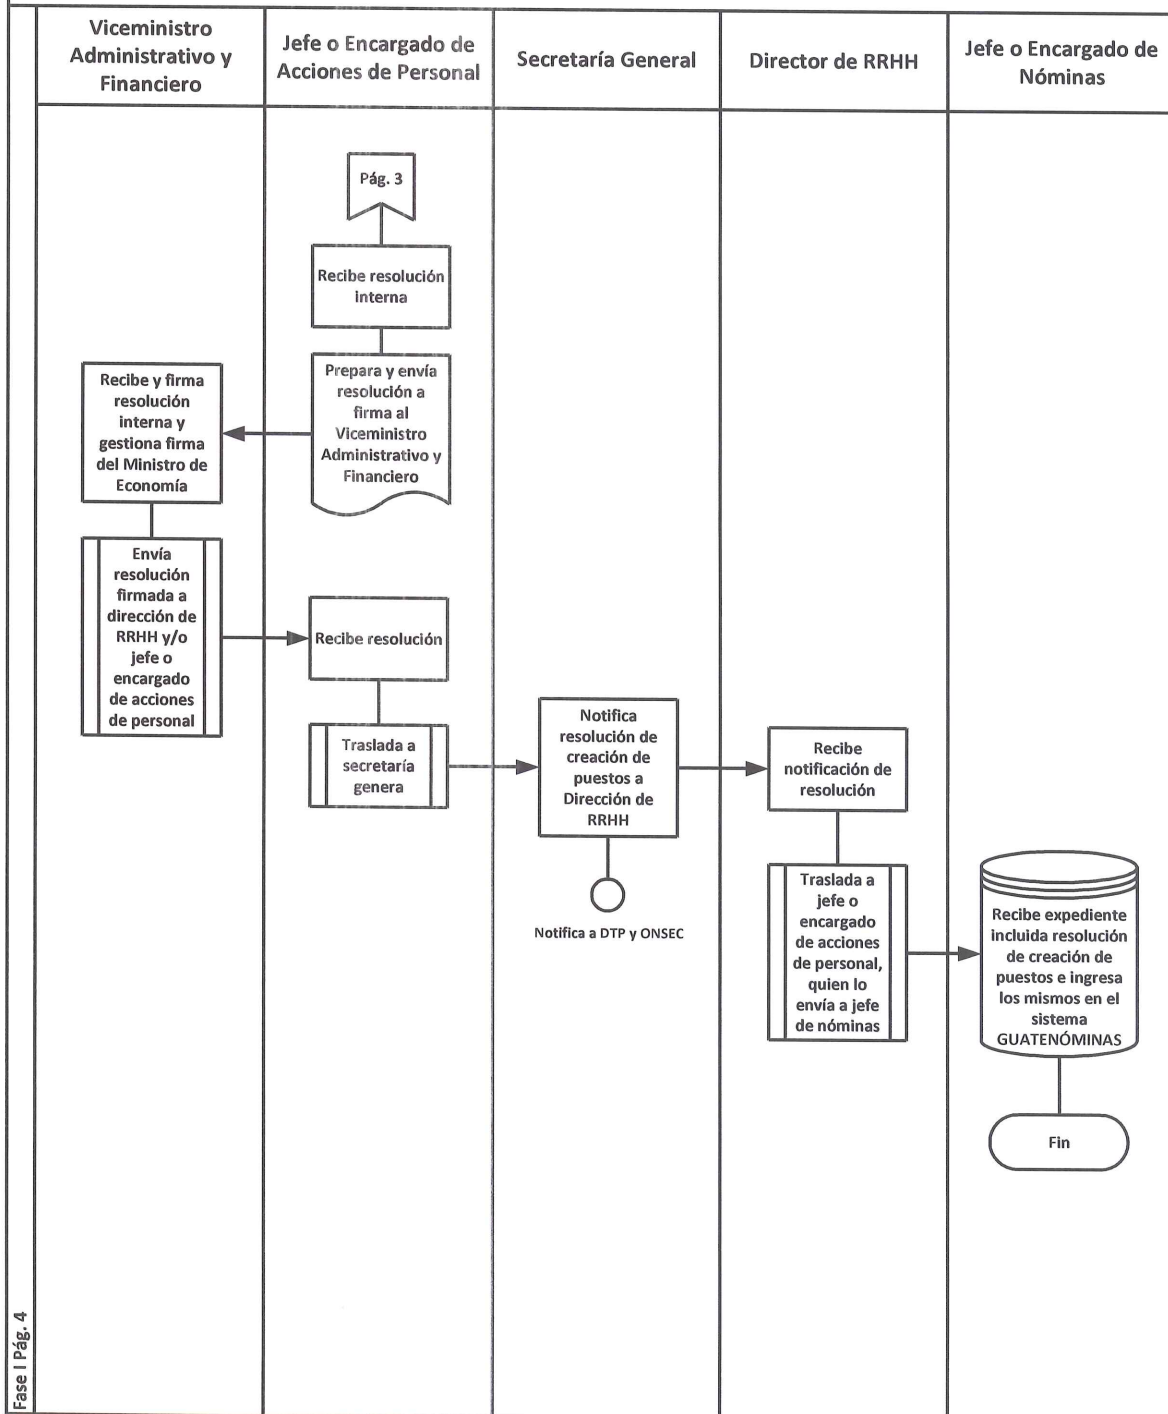 Viceministro
Administrativo y
Financiero
Jefe o Encargado de
Acciones de Personal
Secretaría General
Director de RRHH
Jefe o Encargado de
Nóminas
Pág. 3
Recibe resolución
interna
Prepara y envía
resolución a
firma al
Viceministro
Administrativo y
Financiero
Recibe y firma
resolución
interna y
gestiona firma
del Ministro de
Economía
Envía
resolución
firmada a
dirección de
RRHH y/o
jefe o
encargado
de acciones
de personal
Recibe resolución
Traslada a
secretaría
genera
Notifica
resolución de
creación de
puestos a
Dirección de
RRHH
Notifica a DTP y ONSEC
Recibe
notificación de
resolución
Traslada a
jefe o
encargado
de acciones
de personal,
quien lo
envía a jefe
de nóminas
Recibe expediente
incluida resolución
de creación de
puestos e ingresa
los mismos en el
sistema
GUATENÓMINAS
Fin
Fase I Pág. 4